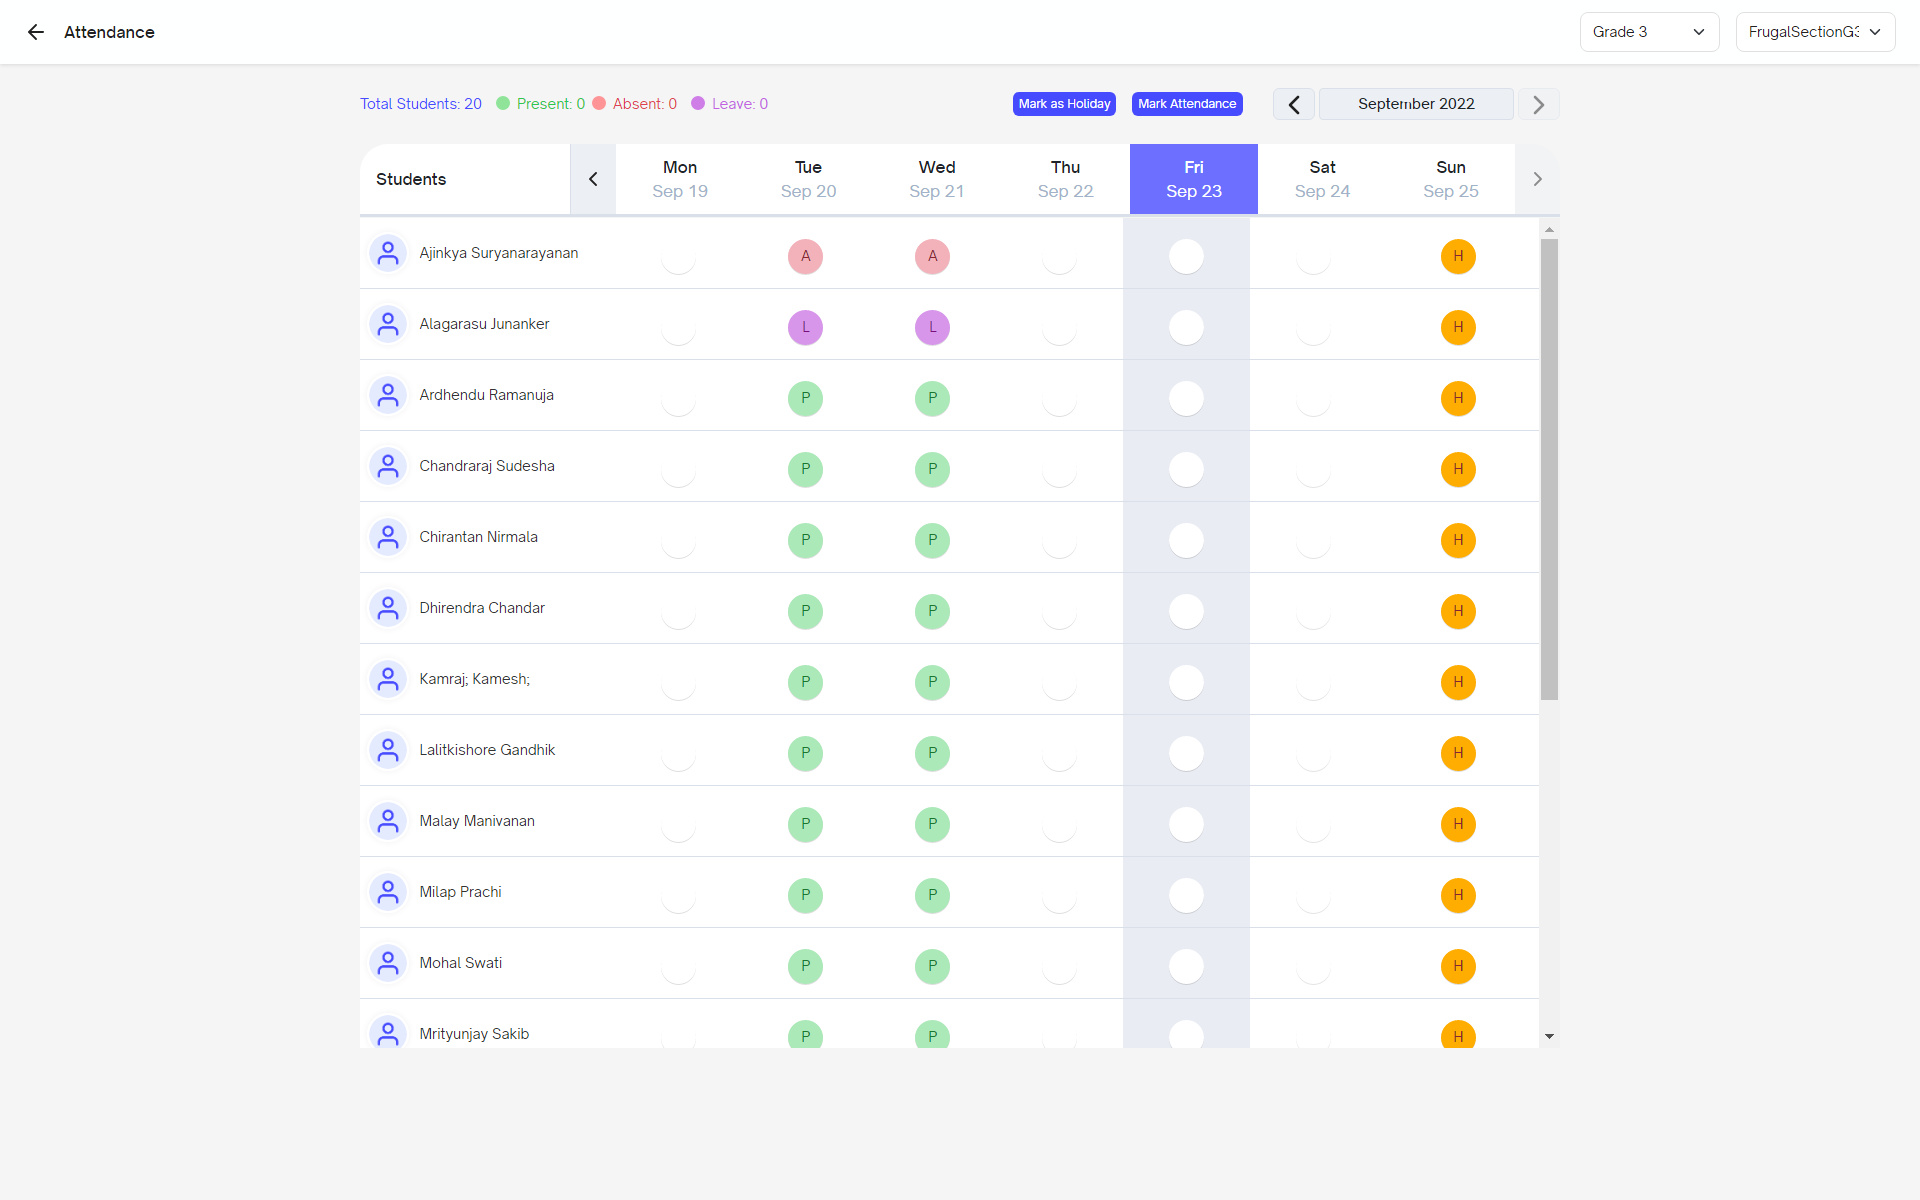 Attendance
Grade 3
FrugalSectionG3
Total Students: 20 Present: 0 Absent: 0 Leave: 0
Mark as Holiday
Mark Attendance
September 2022
Students
Mon Tue Wed Thu Fri Sat Sun
Sep 19 Sep 20 Sep 21 Sep 22 Sep 23 Sep 24 Sep 25
Ajinkya Suryanarayanan A A H
Alagarasu Junanker L L H
Ardhendu Ramanuja P P H
Chandraraj Sudesha P P H
Chirantan Nirmala P P H
Dhirendra Chandar P P H
Kamraj; Kamesh; P P H
Lalitkishore Gandhik P P H
Malay Manivanan P P H
Milap Prachi P P H
Mohal Swati P P H
Mrityunjay Sakib P P H